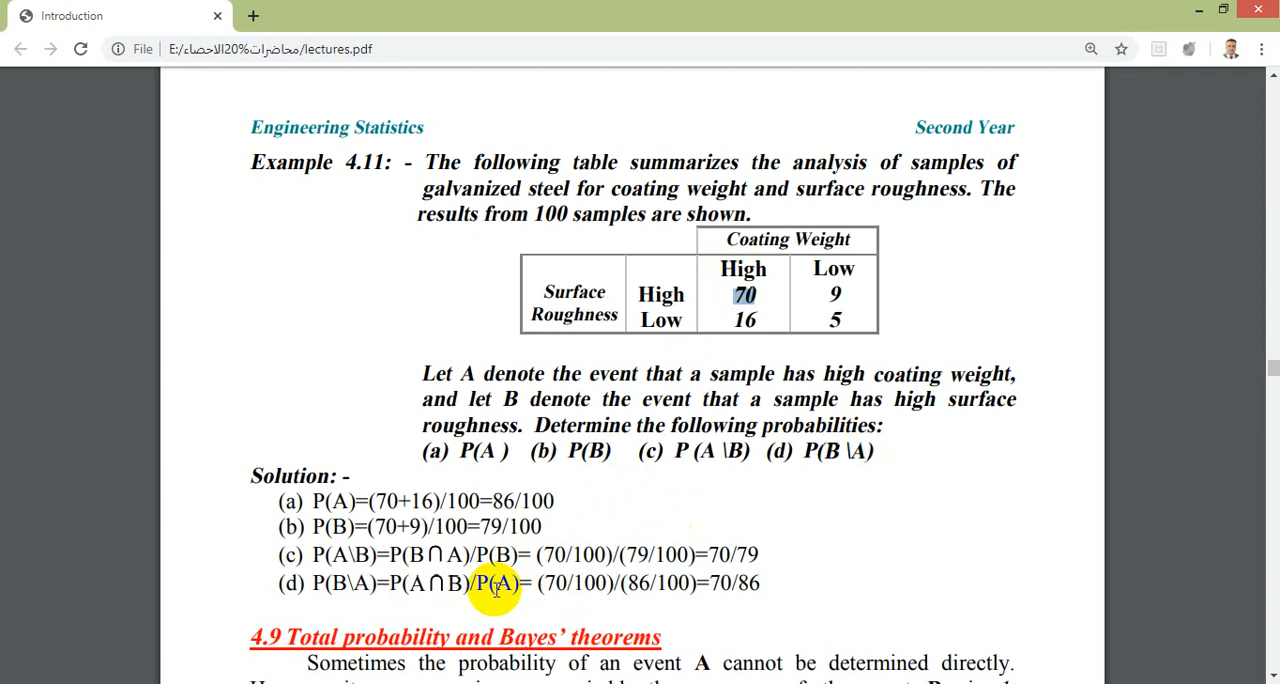 Introduction
File E:/محاضرات%20الاحصاء/lectures.pdf
Engineering Statistics Second Year
Example 4.11: - The following table summarizes the analysis of samples of
galvanized steel for coating weight and surface roughness. The
results from 100 samples are shown.
Coating Weight
High Low
Surface Roughness High 70 9
Low 16 5
Let A denote the event that a sample has high coating weight,
and let B denote the event that a sample has high surface
roughness. Determine the following probabilities:
(a) P(A ) (b) P(B) (c) P (A \B) (d) P(B \A)
Solution: -
(a) P(A)=(70+16)/100=86/100
(b) P(B)=(70+9)/100=79/100
(c) P(A\B)=P(B∩A)/P(B)= (70/100)/(79/100)=70/79
(d) P(B\A)=P(A∩B)/P(A)= (70/100)/(86/100)=70/86
4.9 Total probability and Bayes' theorems
Sometimes the probability of an event A cannot be determined directly.